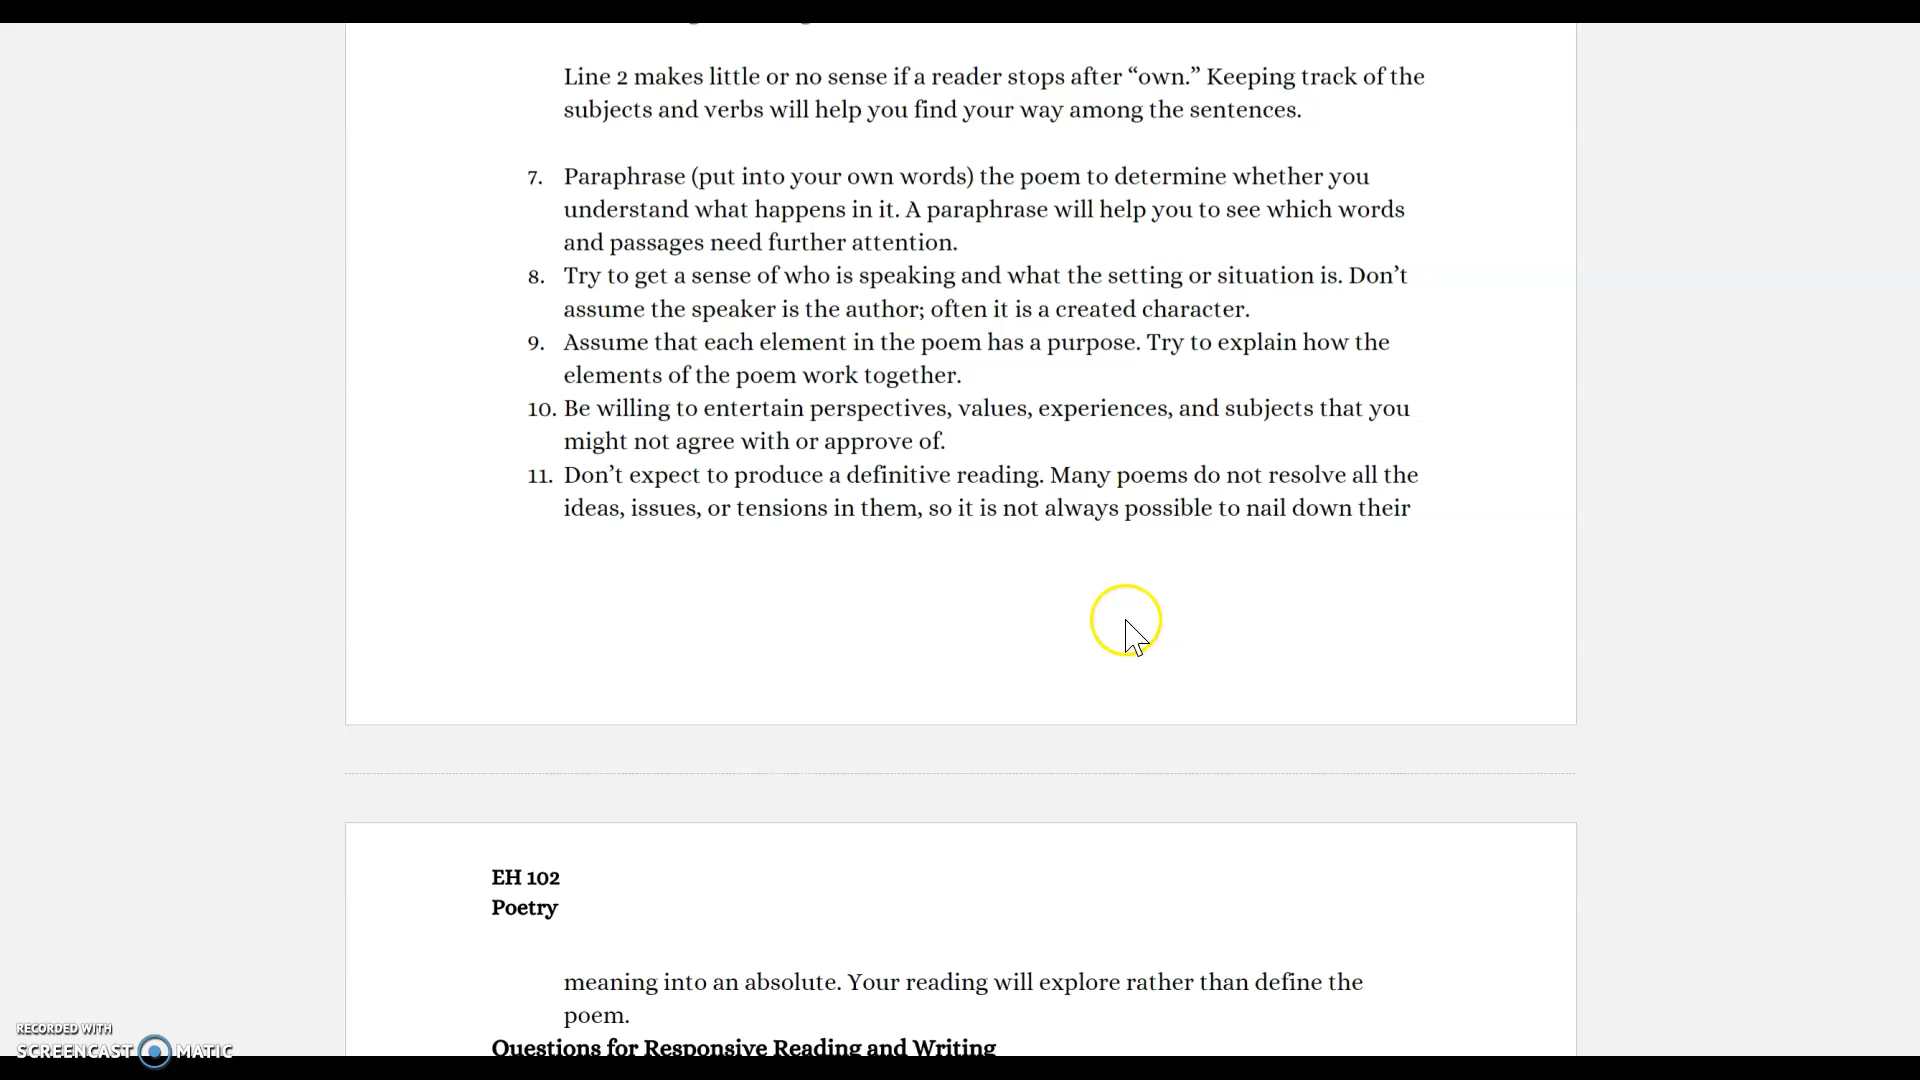 Line 2 makes little or no sense if a reader stops after “own.” Keeping track of the
subjects and verbs will help you find your way among the sentences.
7. Paraphrase (put into your own words) the poem to determine whether you
understand what happens in it. A paraphrase will help you to see which words
and passages need further attention.
8. Try to get a sense of who is speaking and what the setting or situation is. Don’t
assume the speaker is the author; often it is a created character.
9. Assume that each element in the poem has a purpose. Try to explain how the
elements of the poem work together.
10. Be willing to entertain perspectives, values, experiences, and subjects that you
might not agree with or approve of.
11. Don’t expect to produce a definitive reading. Many poems do not resolve all the
ideas, issues, or tensions in them, so it is not always possible to nail down their
EH 102
Poetry
meaning into an absolute. Your reading will explore rather than define the
poem.
Questions for Responsive Reading and Writing
RECORDED WITH
SCREENCAST MATIC